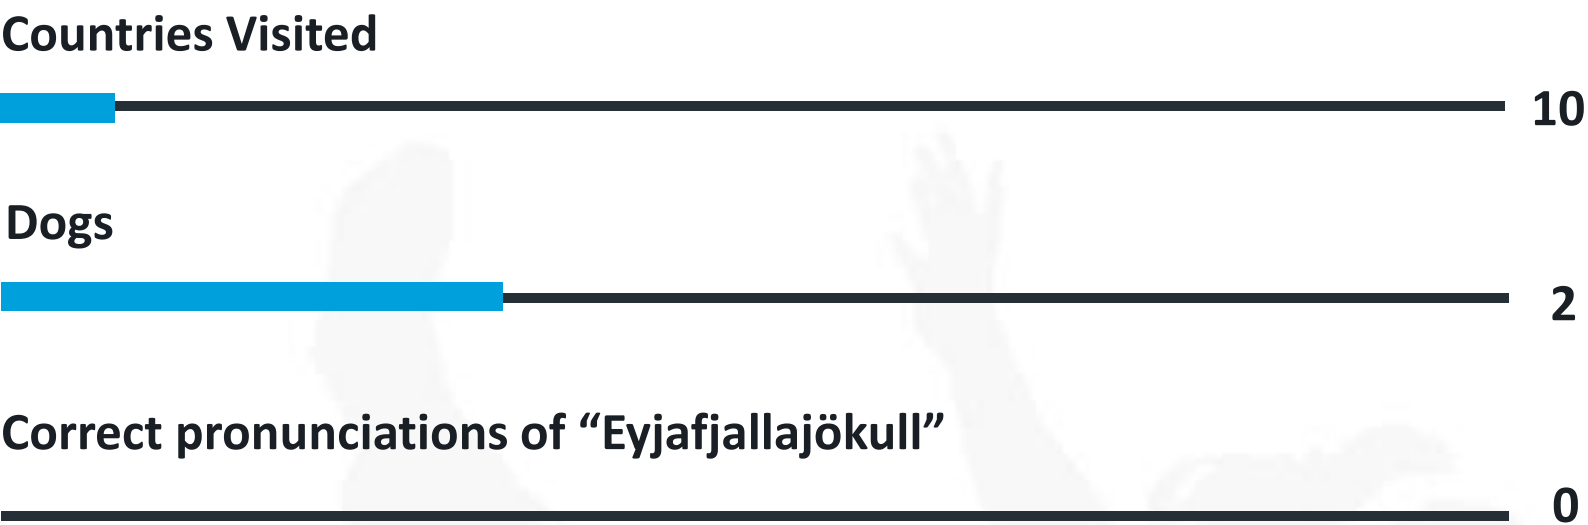 Countries Visited
10
Dogs
2
Correct pronunciations of “Eyjafjallajökull”
0